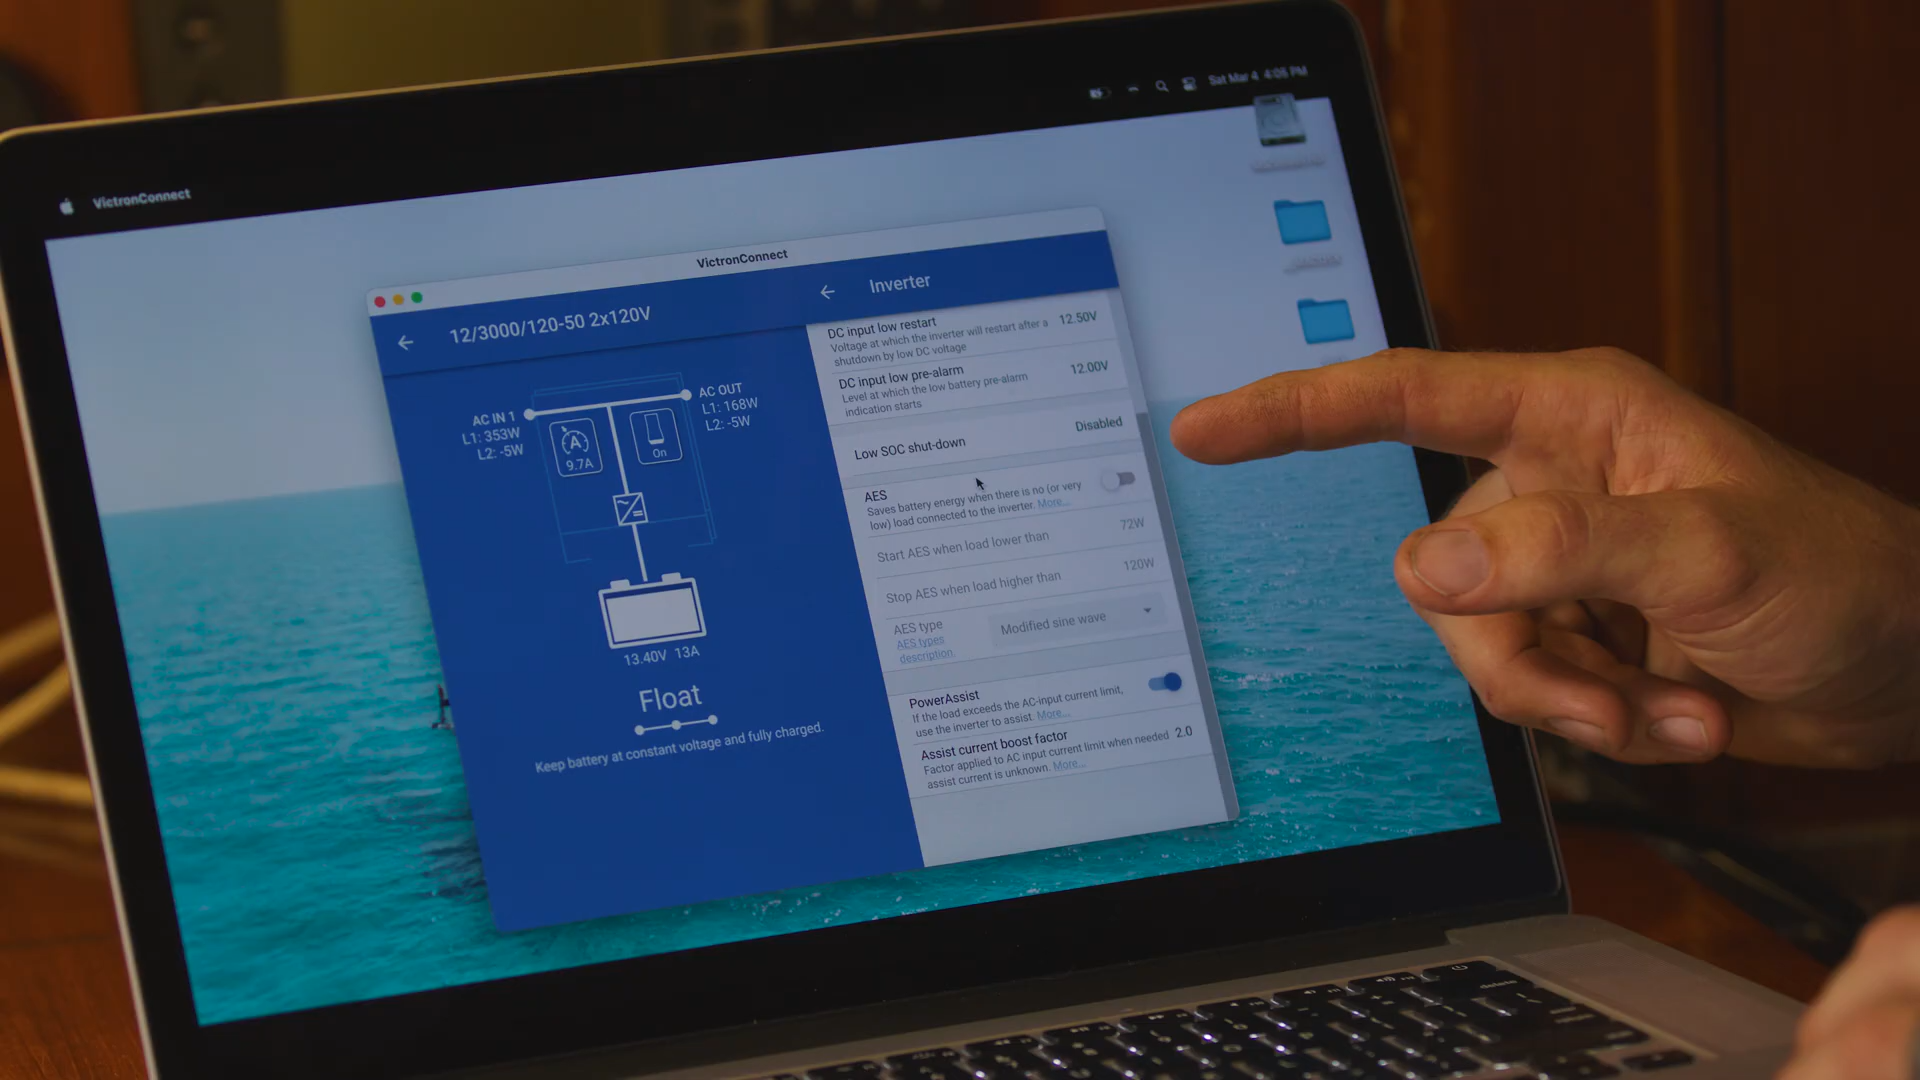 VictronConnect
Sat Mar 4 4:06 PM
VictronConnect
12/3000/120-50 2x120V
AC IN 1
L1: 353W
L2: -5W
A
9.7A
On
AC OUT
L1: 168W
L2: -5W
13.40V 13A
Float
Keep battery at constant voltage and fully charged.
Inverter
DC input low restart
Voltage at which the inverter will restart after a
shutdown by low DC voltage
12.50V
DC input low pre-alarm
Level at which the low battery pre-alarm
indication starts
12.00V
Low SOC shut-down
Disabled
AES
Saves battery energy when there is no (or very
low) load connected to the inverter. More...
Start AES when load lower than
72W
Stop AES when load higher than
120W
AES type
AES types
description.
Modified sine wave
PowerAssist
If the load exceeds the AC-input current limit,
use the inverter to assist. More...
Assist current boost factor
Factor applied to AC input current limit when needed
assist current is unknown. More...
2.0
delete